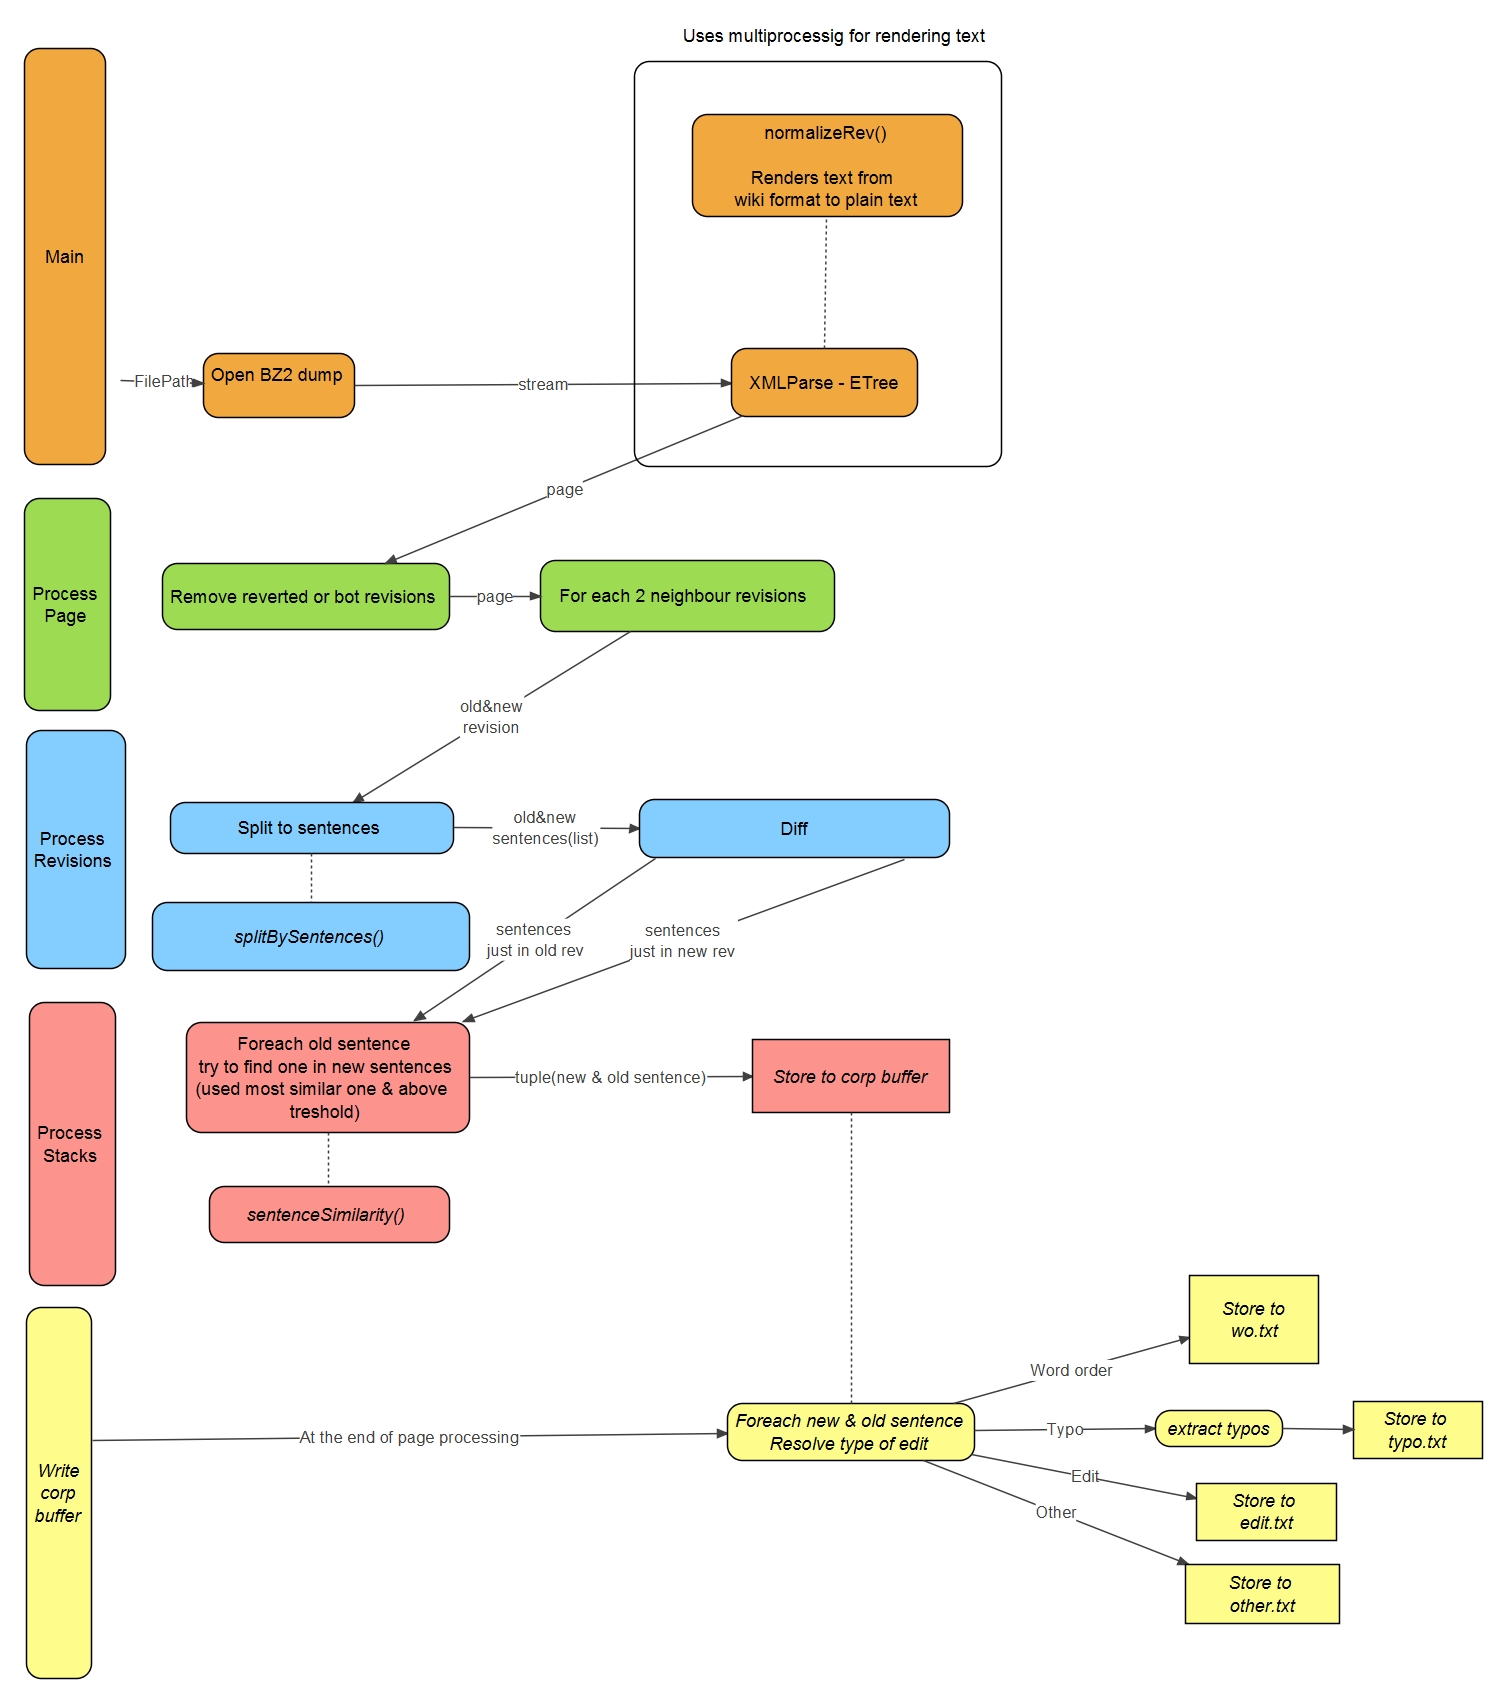 Uses multiprocessig for rendering text
normalizeRev()
Renders text from
wiki format to plain text
Main
FilePath
Open BZ2 dump
stream
XMLParse - ETree
page
Process
Page
Remove reverted or bot revisions
page
For each 2 neighbour revisions
old&new
revision
Process
Revisions
Split to sentences
old&new
sentences(list)
Diff
splitBySentences()
sentences
just in old rev
sentences
just in new rev
Process
Stacks
Foreach old sentence
try to find one in new sentences
(used most similar one & above
treshold)
tuple(new & old sentence)
Store to corp buffer
sentenceSimilarity()
Write
corp
buffer
At the end of page processing
Foreach new & old sentence
Resolve type of edit
Word order
Store to
wo.txt
Typo
extract typos
Store to
typo.txt
Edit
Store to
edit.txt
Other
Store to
other.txt